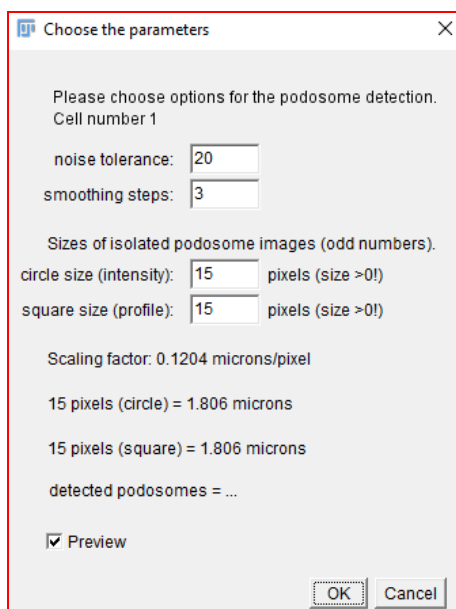 Choose the parameters
Please choose options for the podosome detection.
Cell number 1
noise tolerance: 20
smoothing steps: 3
Sizes of isolated podosome images (odd numbers).
circle size (intensity): 15 pixels (size >0!)
square size (profile): 15 pixels (size >0!)
Scaling factor: 0.1204 microns/pixel
15 pixels (circle) = 1.806 microns
15 pixels (square) = 1.806 microns
detected podosomes = ...
Preview
OK Cancel